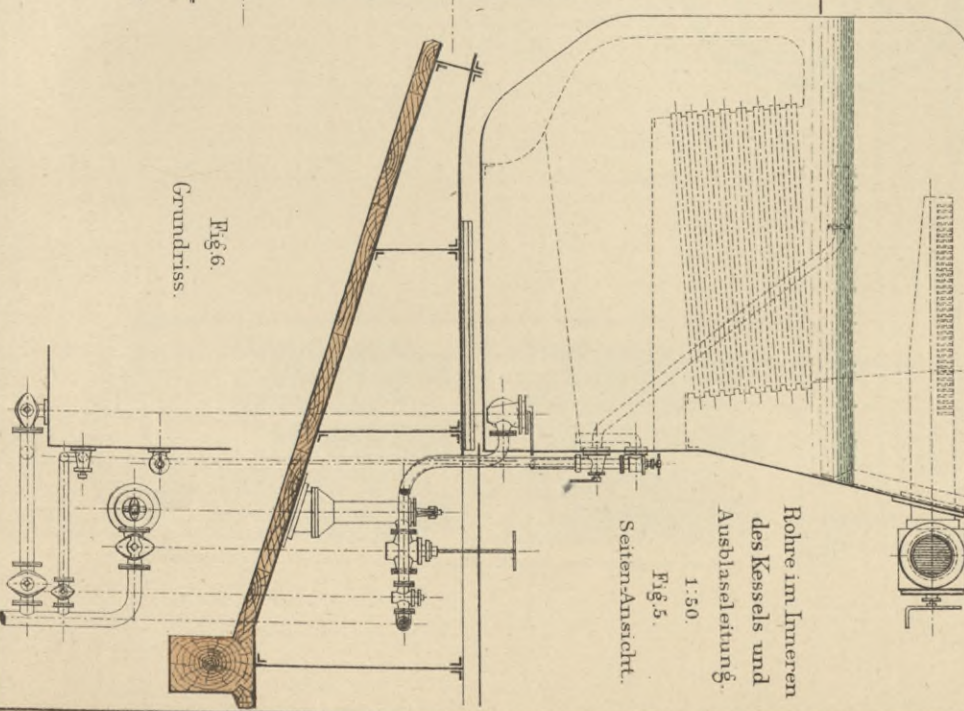 Rohre im Inneren
des Kessels und
Ausblaseleitung.
1:50.
Fig. 5.
Seiten-Ansicht.
Fig. 6.
Grundriss.